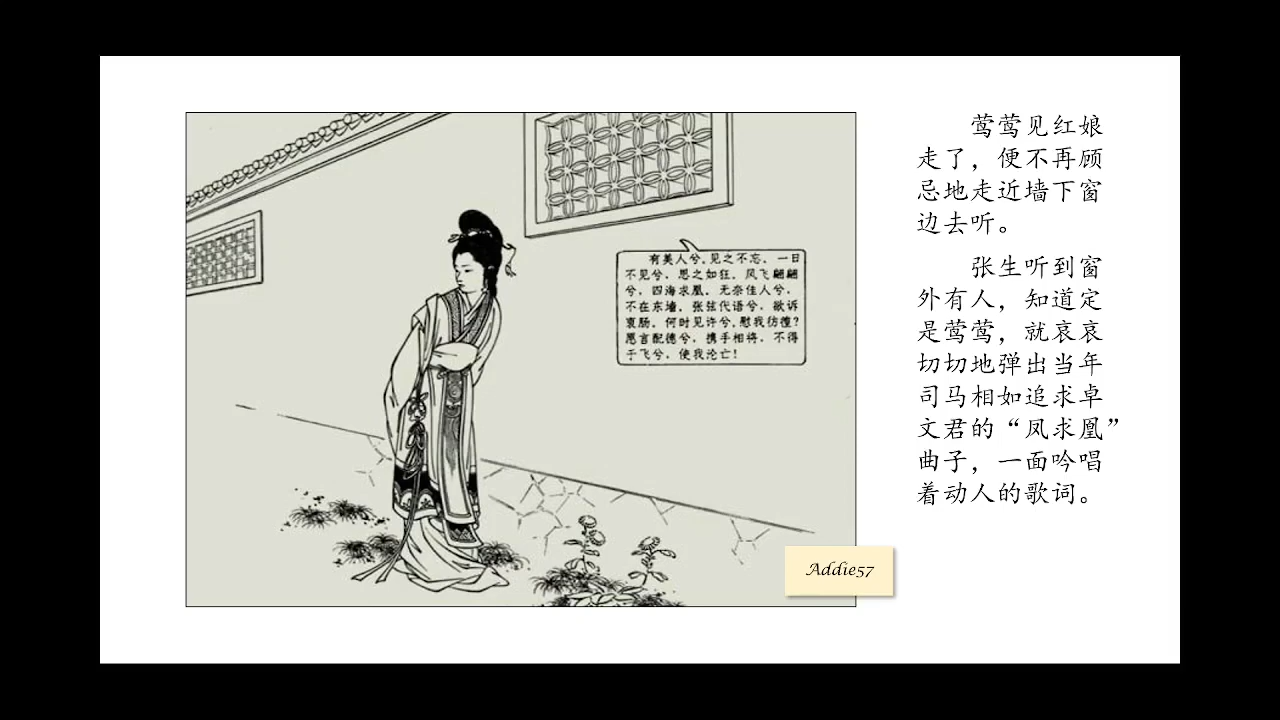 有美人兮，见之不忘。一日
不见兮，思之如狂。凤飞翩翩
兮，四海求凰。无奈佳人兮，
不在东墙。张弦代语兮，欲诉
衷肠。何时见许兮，慰我彷徨？
愿言配德兮，携手相将。不得
于飞兮，使我沦亡！
Addie57
莺莺见红娘
走了，便不再顾
忌地走近墙下窗
边去听。
张生听到窗
外有人，知道定
是莺莺，就哀哀
切切地弹出当年
司马相如追求卓
文君的“凤求凰”
曲子，一面吟唱
着动人的歌词。